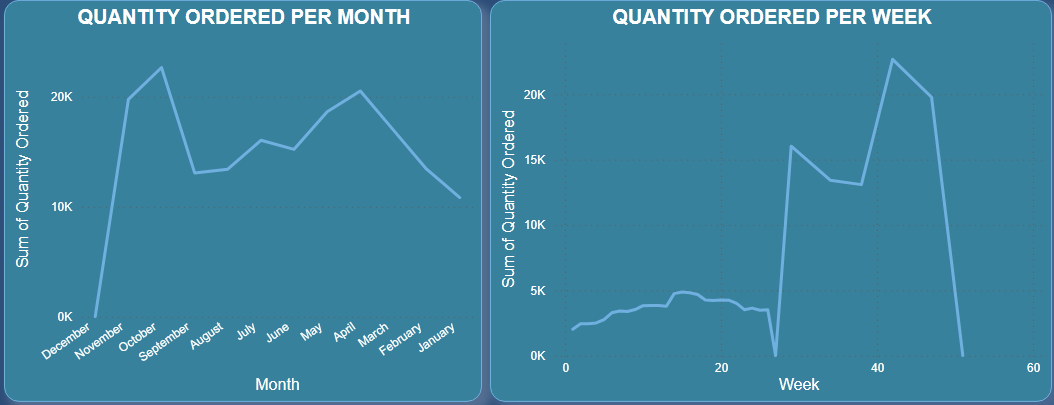 QUANTITY ORDERED PER MONTH
Sum of Quantity Ordered
20K
10K
0K
December
November
October
September
August
July
June
May
April
March
February
January
Month
QUANTITY ORDERED PER WEEK
Sum of Quantity Ordered
20K
15K
10K
5K
0K
0
20
40
60
Week